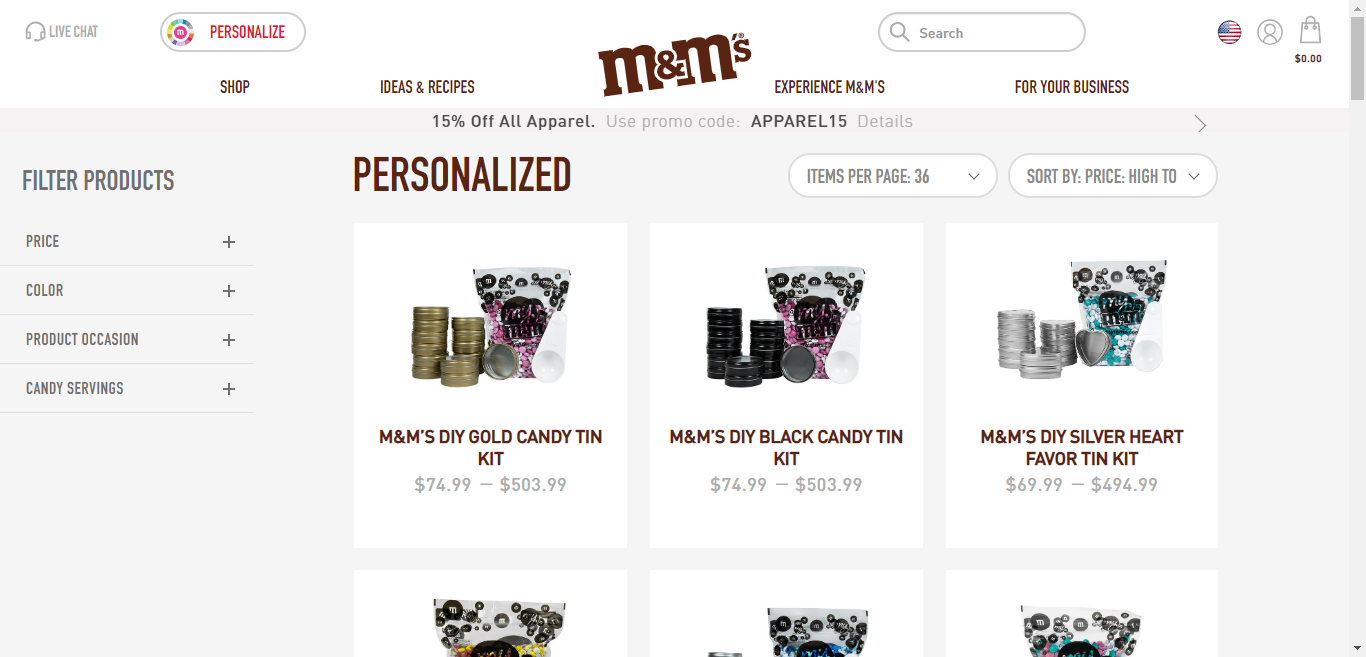 LIVE CHAT
PERSONALIZE
m&m's®
Search
$0.00
SHOP
IDEAS & RECIPES
EXPERIENCE M&M'S
FOR YOUR BUSINESS
15% Off All Apparel. Use promo code: APPAREL15 Details
FILTER PRODUCTS
PRICE
COLOR
PRODUCT OCCASION
CANDY SERVINGS
PERSONALIZED
ITEMS PER PAGE: 36
SORT BY: PRICE: HIGH TO
M&M’S DIY GOLD CANDY TIN
KIT
$74.99 — $503.99
M&M’S DIY BLACK CANDY TIN
KIT
$74.99 — $503.99
M&M’S DIY SILVER HEART
FAVOR TIN KIT
$69.99 — $494.99